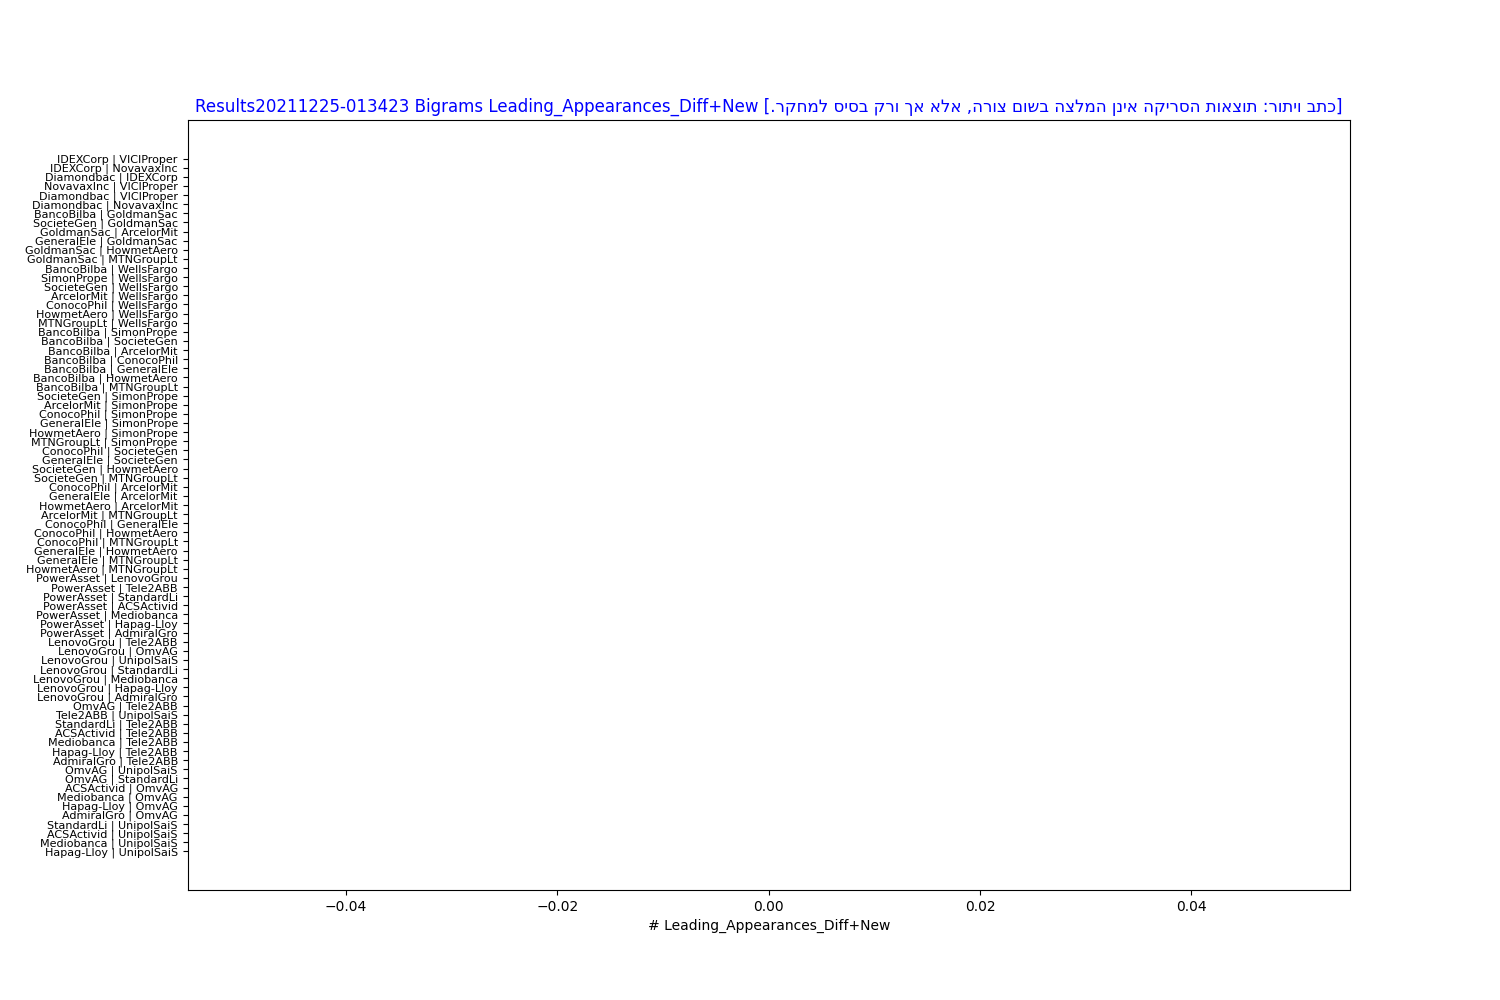 Results20211225-013423 Bigrams Leading_Appearances_Diff+New [כתב ויתור: תוצאות הסריקה אינן המלצה בשום צורה, אלא אך ורק בסיס למחקר.]
IDEXCorp | VICIProper
IDEXCorp | NovavaxInc
Diamondbac | IDEXCorp
NovavaxInc | VICIProper
Diamondbac | VICIProper
Diamondbac | NovavaxInc
BancoBilba | GoldmanSac
SocieteGen | GoldmanSac
GoldmanSac | ArcelorMit
GeneralEle | GoldmanSac
GoldmanSac | HowmetAero
GoldmanSac | MTNGroupLt
BancoBilba | WellsFargo
SimonPrope | WellsFargo
SocieteGen | WellsFargo
ArcelorMit | WellsFargo
ConocoPhil | WellsFargo
HowmetAero | WellsFargo
MTNGroupLt | WellsFargo
BancoBilba | SimonPrope
BancoBilba | SocieteGen
BancoBilba | ArcelorMit
BancoBilba | ConocoPhil
BancoBilba | GeneralEle
BancoBilba | HowmetAero
BancoBilba | MTNGroupLt
SocieteGen | SimonPrope
ArcelorMit | SimonPrope
ConocoPhil | SimonPrope
GeneralEle | SimonPrope
HowmetAero | SimonPrope
MTNGroupLt | SimonPrope
ConocoPhil | SocieteGen
GeneralEle | SocieteGen
SocieteGen | HowmetAero
SocieteGen | MTNGroupLt
ConocoPhil | ArcelorMit
GeneralEle | ArcelorMit
HowmetAero | ArcelorMit
ArcelorMit | MTNGroupLt
ConocoPhil | GeneralEle
ConocoPhil | HowmetAero
ConocoPhil | MTNGroupLt
GeneralEle | HowmetAero
GeneralEle | MTNGroupLt
HowmetAero | MTNGroupLt
PowerAsset | LenovoGrou
PowerAsset | Tele2ABB
PowerAsset | StandardLi
PowerAsset | ACSActivid
PowerAsset | Mediobanca
PowerAsset | Hapag-Lloy
PowerAsset | AdmiralGro
LenovoGrou | Tele2ABB
LenovoGrou | OmvAG
LenovoGrou | UnipolSaiS
LenovoGrou | StandardLi
LenovoGrou | Mediobanca
LenovoGrou | Hapag-Lloy
LenovoGrou | AdmiralGro
OmvAG | Tele2ABB
Tele2ABB | UnipolSaiS
StandardLi | Tele2ABB
ACSActivid | Tele2ABB
Mediobanca | Tele2ABB
Hapag-Lloy | Tele2ABB
AdmiralGro | Tele2ABB
OmvAG | UnipolSaiS
OmvAG | StandardLi
ACSActivid | OmvAG
Mediobanca | OmvAG
Hapag-Lloy | OmvAG
AdmiralGro | OmvAG
StandardLi | UnipolSaiS
ACSActivid | UnipolSaiS
Mediobanca | UnipolSaiS
Hapag-Lloy | UnipolSaiS
−0.04 −0.02 0.00 0.02 0.04
# Leading_Appearances_Diff+New